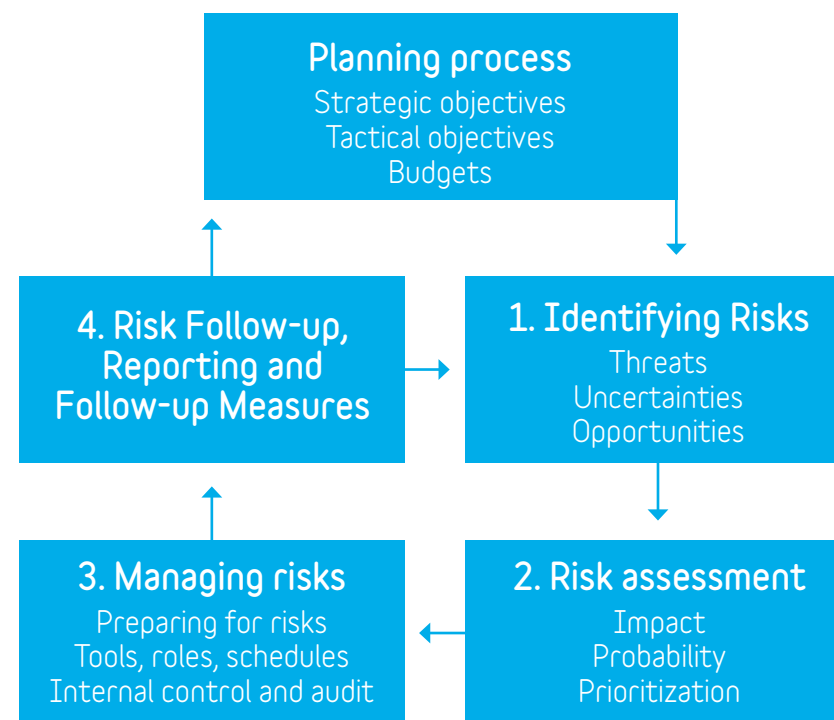 Planning process
Strategic objectives
Tactical objectives
Budgets
4. Risk Follow-up,
Reporting and
Follow-up Measures
1. Identifying Risks
Threats
Uncertainties
Opportunities
3. Managing risks
Preparing for risks
Tools, roles, schedules
Internal control and audit
2. Risk assessment
Impact
Probability
Prioritization